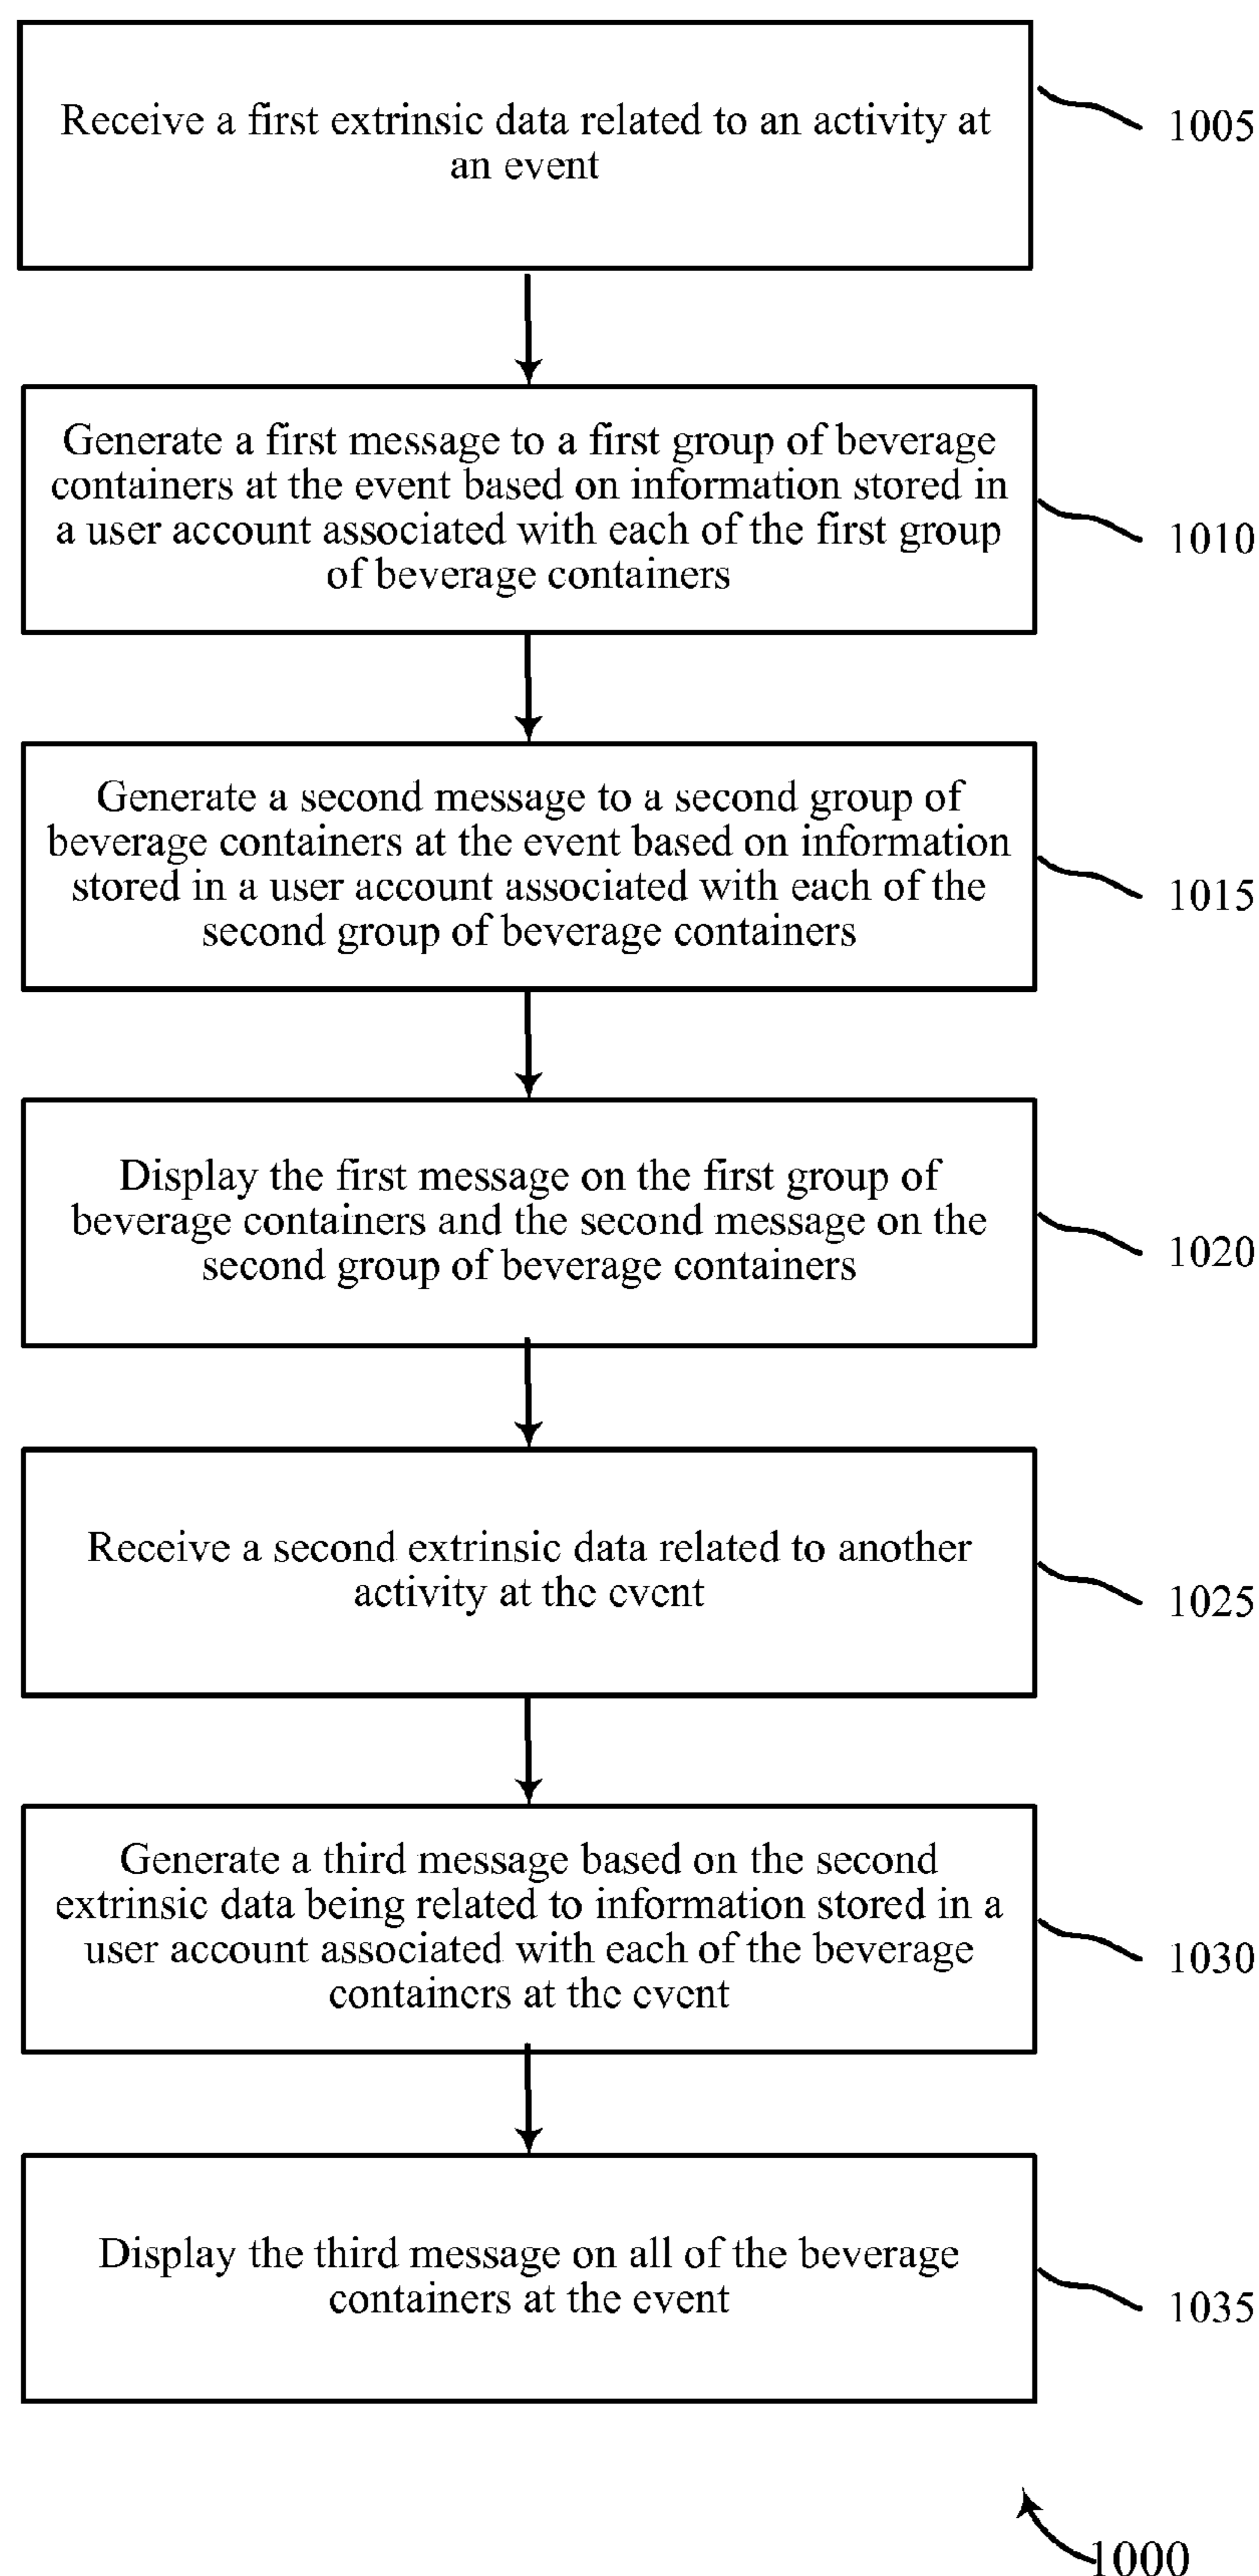 Receive a first extrinsic data related to an activity at
an event
1005
Generate a first message to a first group of beverage
containers at the event based on information stored in
a user account associated with each of the first group
of beverage containers
1010
Generate a second message to a second group of
beverage containers at the event based on information
stored in a user account associated with each of the
second group of beverage containers
1015
Display the first message on the first group of
beverage containers and the second message on the
second group of beverage containers
1020
Receive a second extrinsic data related to another
activity at the event
1025
Generate a third message based on the second
extrinsic data being related to information stored in a
user account associated with each of the beverage
containers at the event
1030
Display the third message on all of the beverage
containers at the event
1035
1000